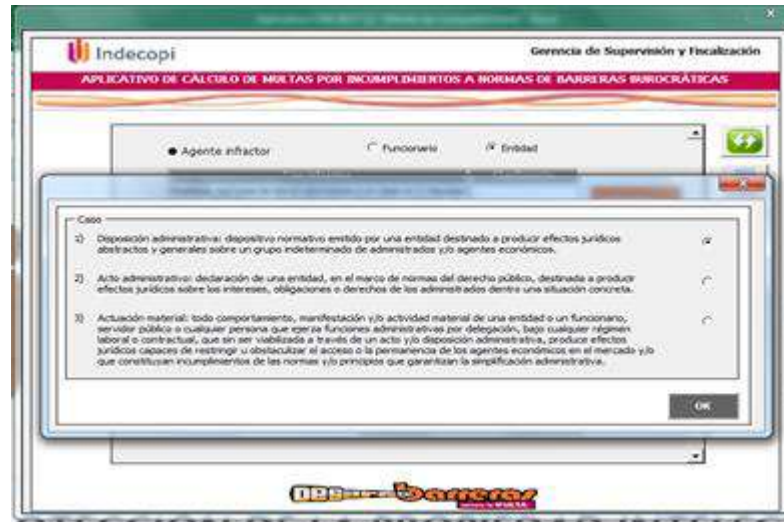 Indecopi
Gerencia de Supervisión y Fiscalización
APLICATIVO DE CÁLCULO DE MULTAS POR INCUMPLIMIENTOS A NORMAS DE BARRERAS BUROCRÁTICAS
Agente infractor
Funcionario
Entidad
Caso
1) Disposición administrativa: dispositivo normativo emitido por una entidad destinado a producir efectos jurídicos
abstractos y generales sobre un grupo indeterminado de administrados y/o agentes económicos.
2) Acto administrativo: declaración de una entidad, en el marco de normas del derecho público, destinada a producir
efectos jurídicos sobre los intereses, obligaciones o derechos de los administrados dentro una situación concreta.
3) Actuación material: todo comportamiento, manifestación y/o actividad material de una entidad o un funcionario,
servidor público o cualquier persona que ejerza funciones administrativas por delegación, bajo cualquier régimen
laboral o contractual, que sin ser viabilizada a través de un acto y/o disposición administrativa, produce efectos
jurídicos capaces de restringir u obstaculizar el acceso o la permanencia de los agentes económicos en el mercado y/o
que constituyan incumplimientos de las normas y/o principios que garantizan la simplificación administrativa.
OK
barreras